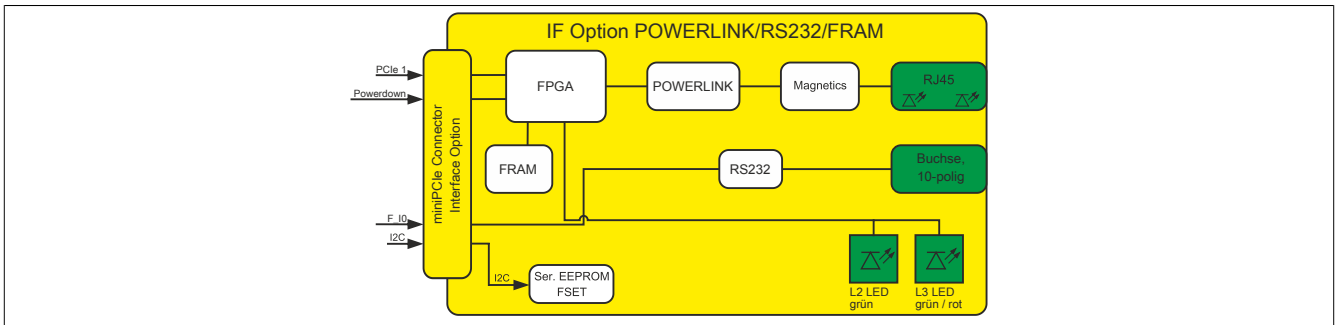 IF Option POWERLINK/RS232/FRAM
PCIe 1
Powerdown
F_I0
I2C
miniPCIe Connector
Interface Option
FPGA
POWERLINK
Magnetics
RJ45
FRAM
RS232
Buchse,
10-polig
I2C
Ser. EEPROM
FSET
L2 LED
grün
L3 LED
grün / rot